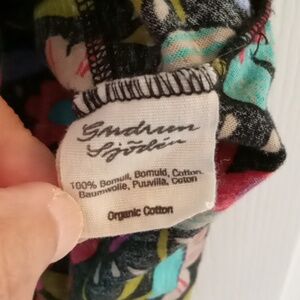 Gudrun
Sjödén
100% Bomull, Bomuld, Cotton,
Baumwolle, Puuvilla, Coton
Organic Cotton